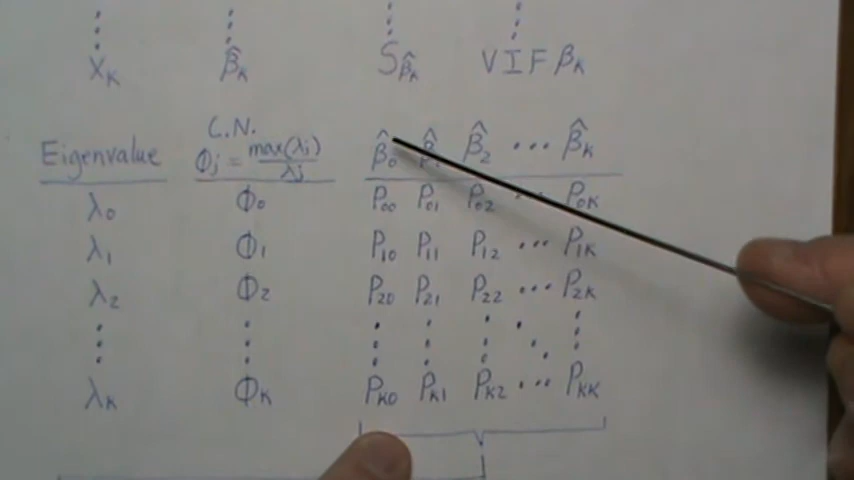 X_K β̂_K S_β̂_K VIF β_K
C.N.
Eigenvalue Φ_j = max(λ_i)/λ_j β̂_0 β̂_1 β̂_2 ... β̂_K
λ_0 Φ_0 P_00 P_01 P_02 ... P_0K
λ_1 Φ_1 P_10 P_11 P_12 ... P_1K
λ_2 Φ_2 P_20 P_21 P_22 ... P_2K
λ_K Φ_K P_K0 P_K1 P_K2 ... P_KK